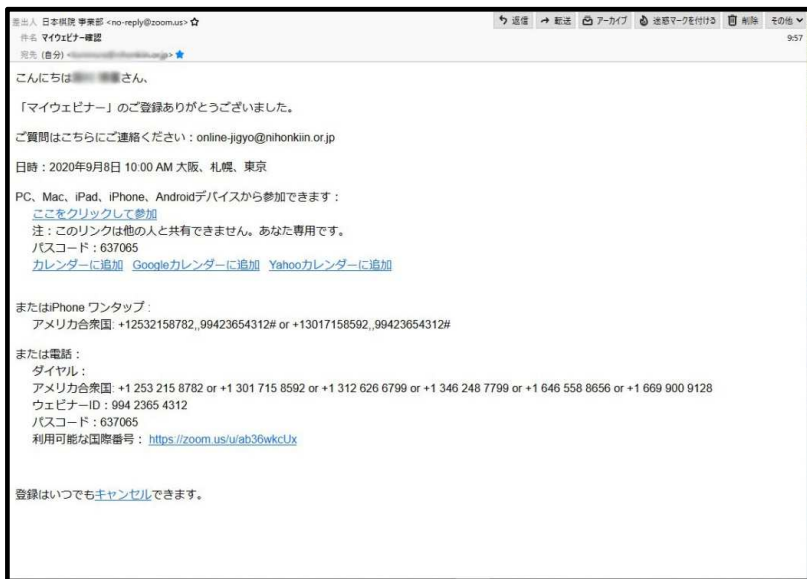 差出人 日本棋院 事業部 <no-reply@zoom.us>
返信 転送 アーカイブ 迷惑マークを付ける 削除 その他
件名 マイウェビナー確認
9:57
宛先 (自分)
こんにちは さん、
「マイウェビナー」のご登録ありがとうございました。
ご質問はこちらにご連絡ください：online-jigyo@nihonkiin.or.jp
日時：2020年9月8日 10:00 AM 大阪、札幌、東京
PC、Mac、iPad、iPhone、Androidデバイスから参加できます：
ここをクリックして参加
注：このリンクは他の人と共有できません。あなた専用です。
パスコード：637065
カレンダーに追加 Googleカレンダーに追加 Yahooカレンダーに追加
またはiPhone ワンタップ :
アメリカ合衆国: +12532158782,,99423654312# or +13017158592,,99423654312#
または電話：
ダイヤル：
アメリカ合衆国: +1 253 215 8782 or +1 301 715 8592 or +1 312 626 6799 or +1 346 248 7799 or +1 646 558 8656 or +1 669 900 9128
ウェビナーID：994 2365 4312
パスコード：637065
利用可能な国際番号： https://zoom.us/u/ab36wkcUx
登録はいつでもキャンセルできます。